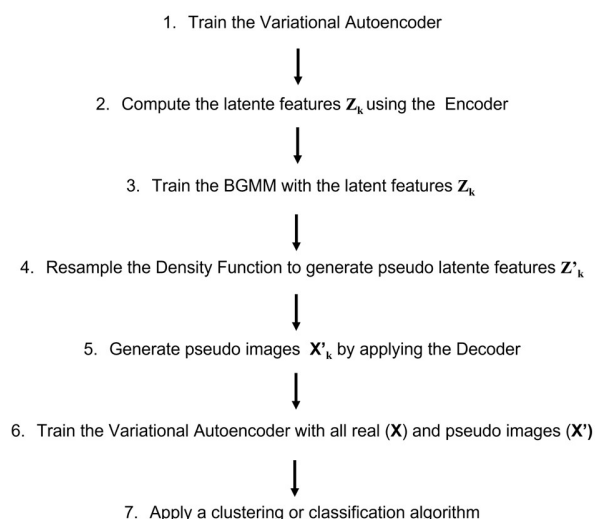 1. Train the Variational Autoencoder
2. Compute the latente features Zk using the Encoder
3. Train the BGMM with the latent features Zk
4. Resample the Density Function to generate pseudo latente features Z’k
5. Generate pseudo images X’k by applying the Decoder
6. Train the Variational Autoencoder with all real (X) and pseudo images (X’)
7. Apply a clustering or classification algorithm